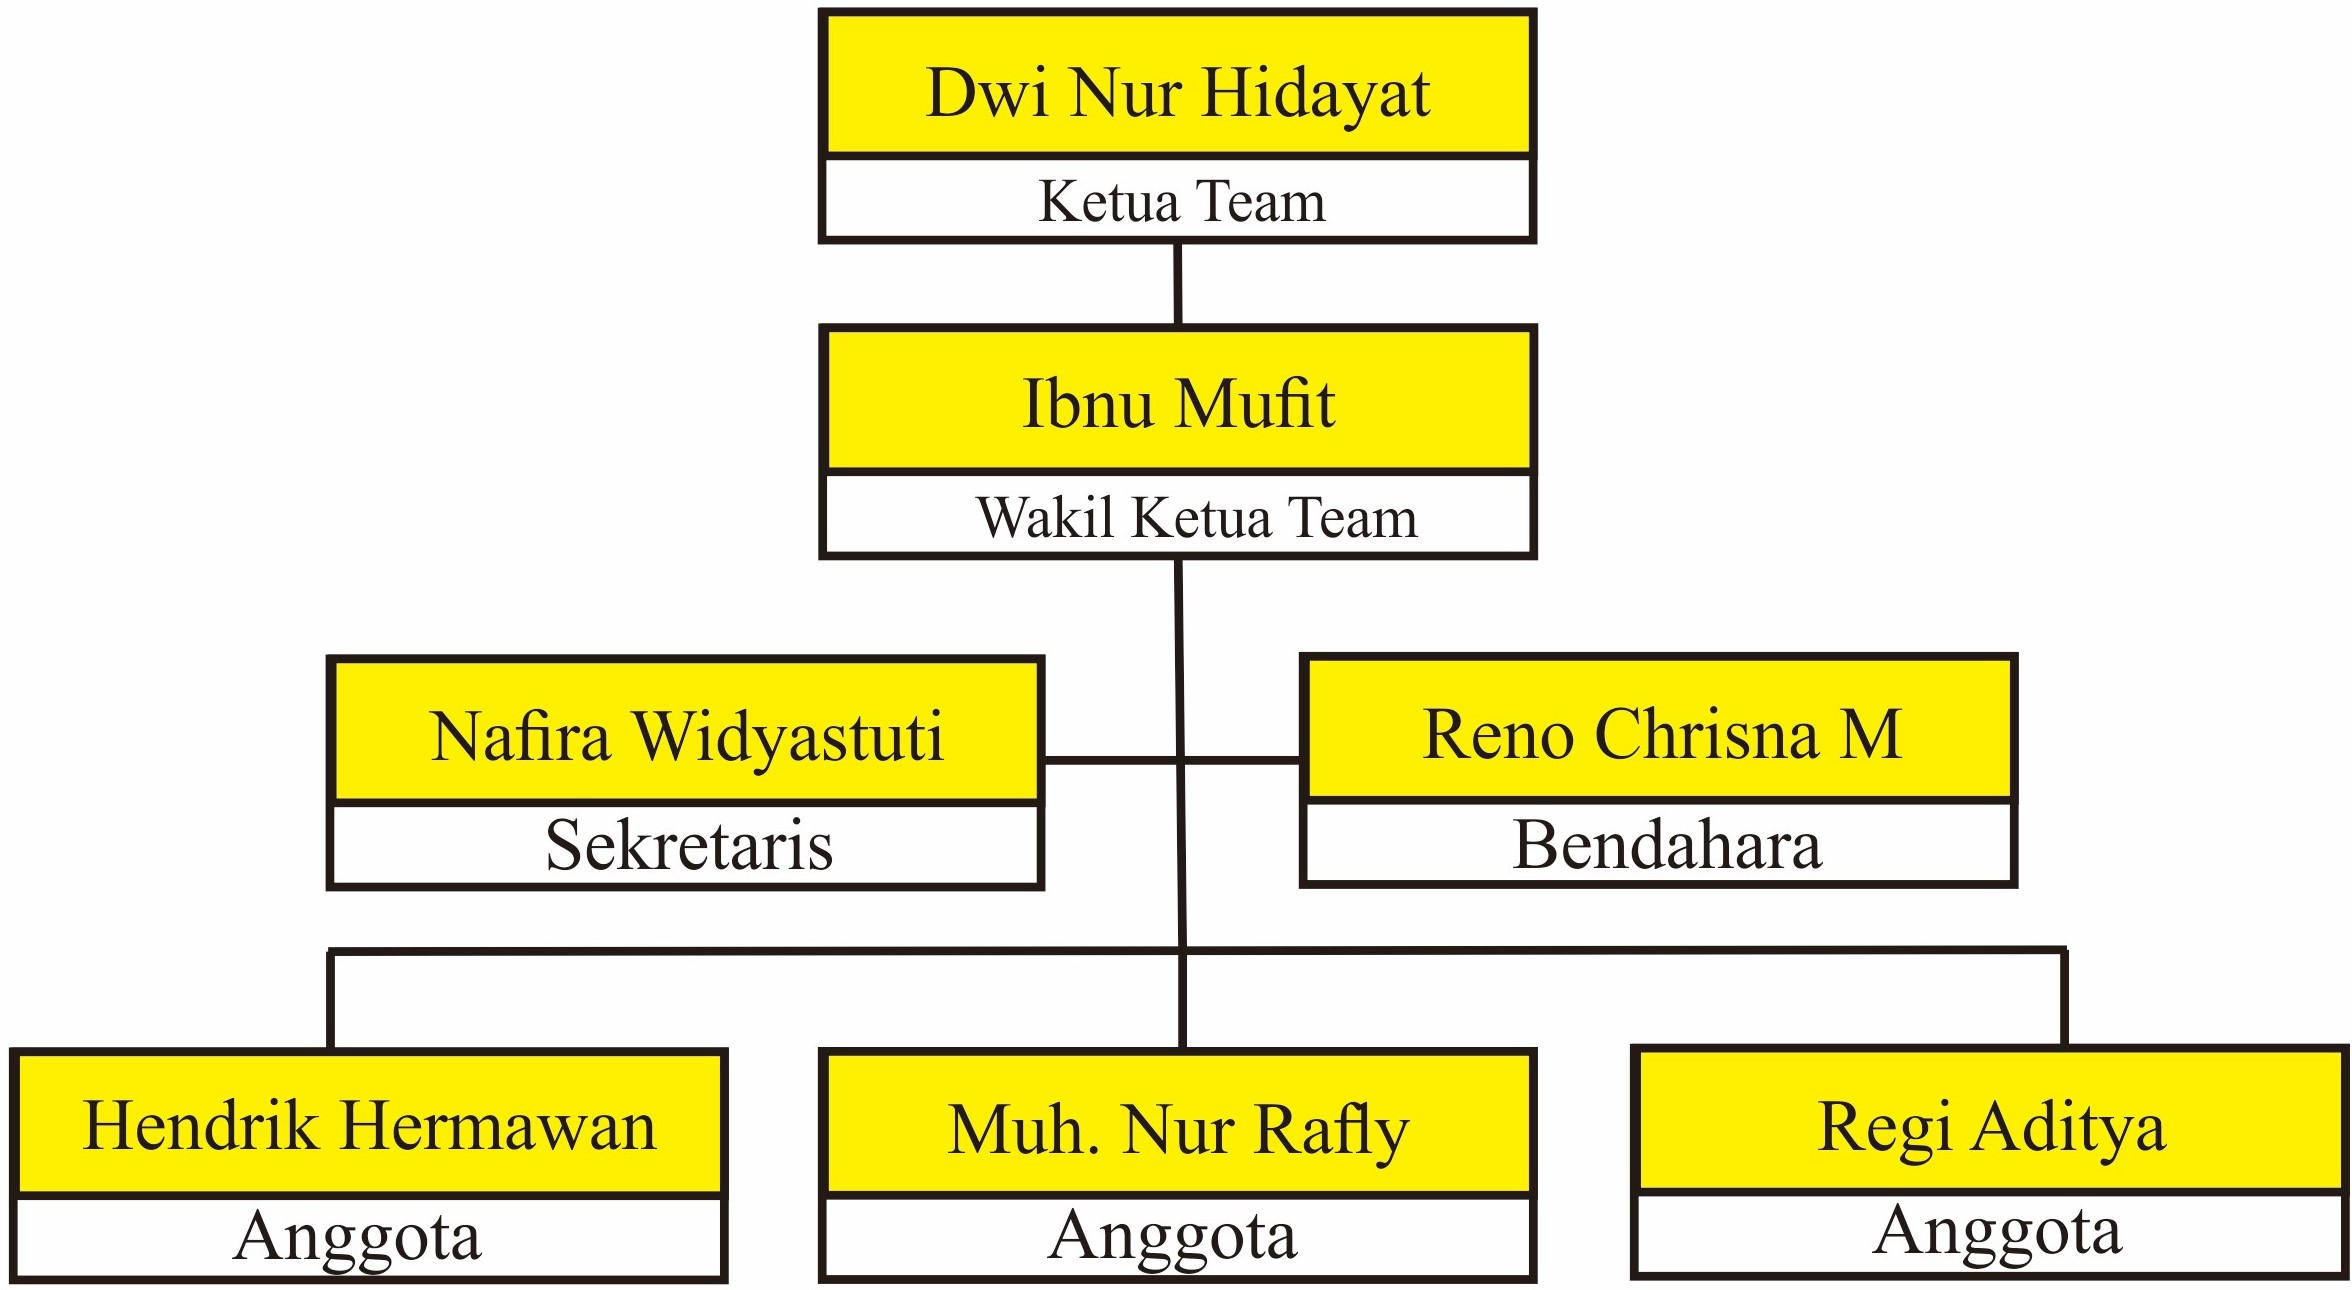 Dwi Nur Hidayat
Ketua Team
Ibnu Mufit
Wakil Ketua Team
Nafira Widyastuti
Sekretaris
Reno Chrisna M
Bendahara
Hendrik Hermawan
Anggota
Muh. Nur Rafly
Anggota
Regi Aditya
Anggota